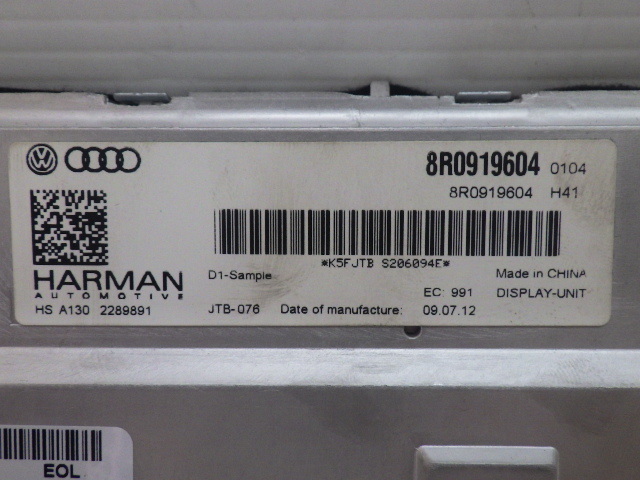 8R0919604 0104
8R0919604 H41
*K5FJTB S206094E*
HARMAN
AUTOMOTIVE
D1-Sample
Made in CHINA
EC: 991 DISPLAY-UNIT
HS A130 2289891 JTB-076 Date of manufacture: 09.07.12
EOL